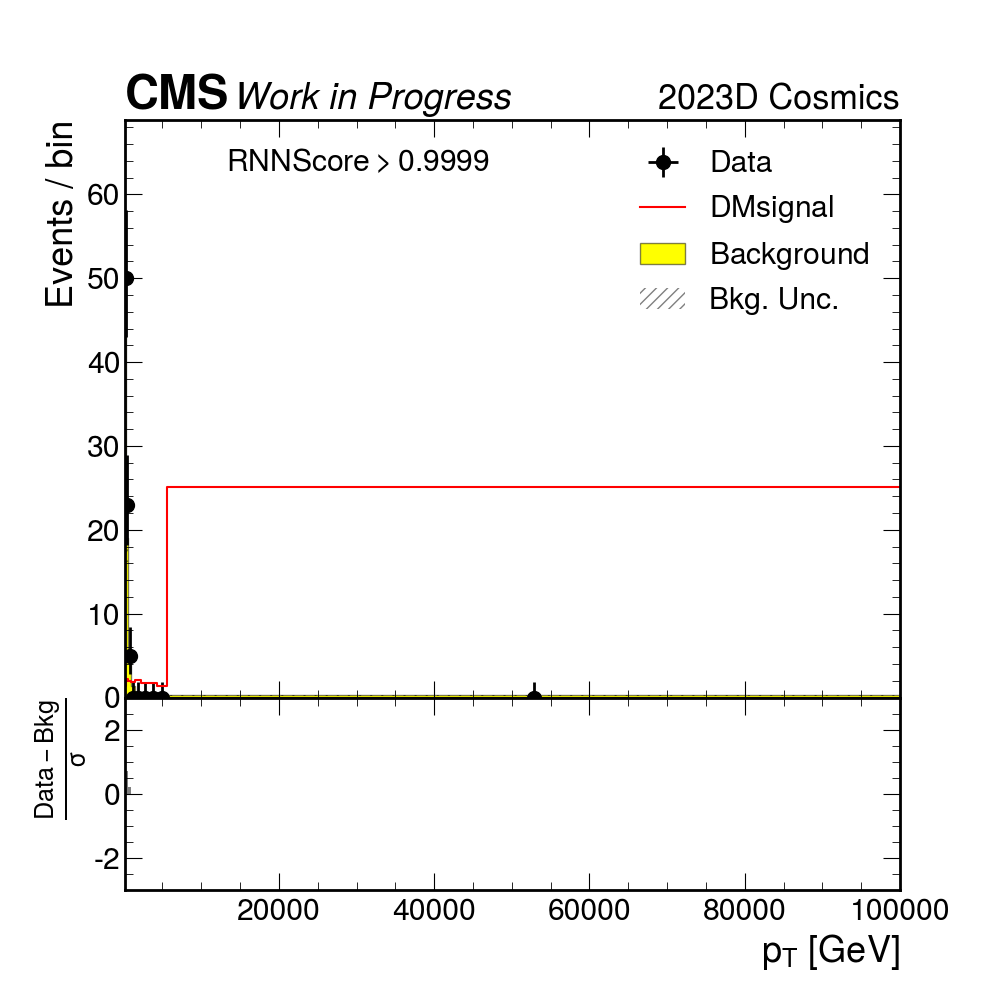 CMS Work in Progress 2023D Cosmics
Events / bin
RNNScore > 0.9999
Data
DMsignal
Background
Bkg. Unc.
60
50
40
30
20
10
0
Data – Bkg
σ
2
0
-2
20000 40000 60000 80000 100000
pT [GeV]